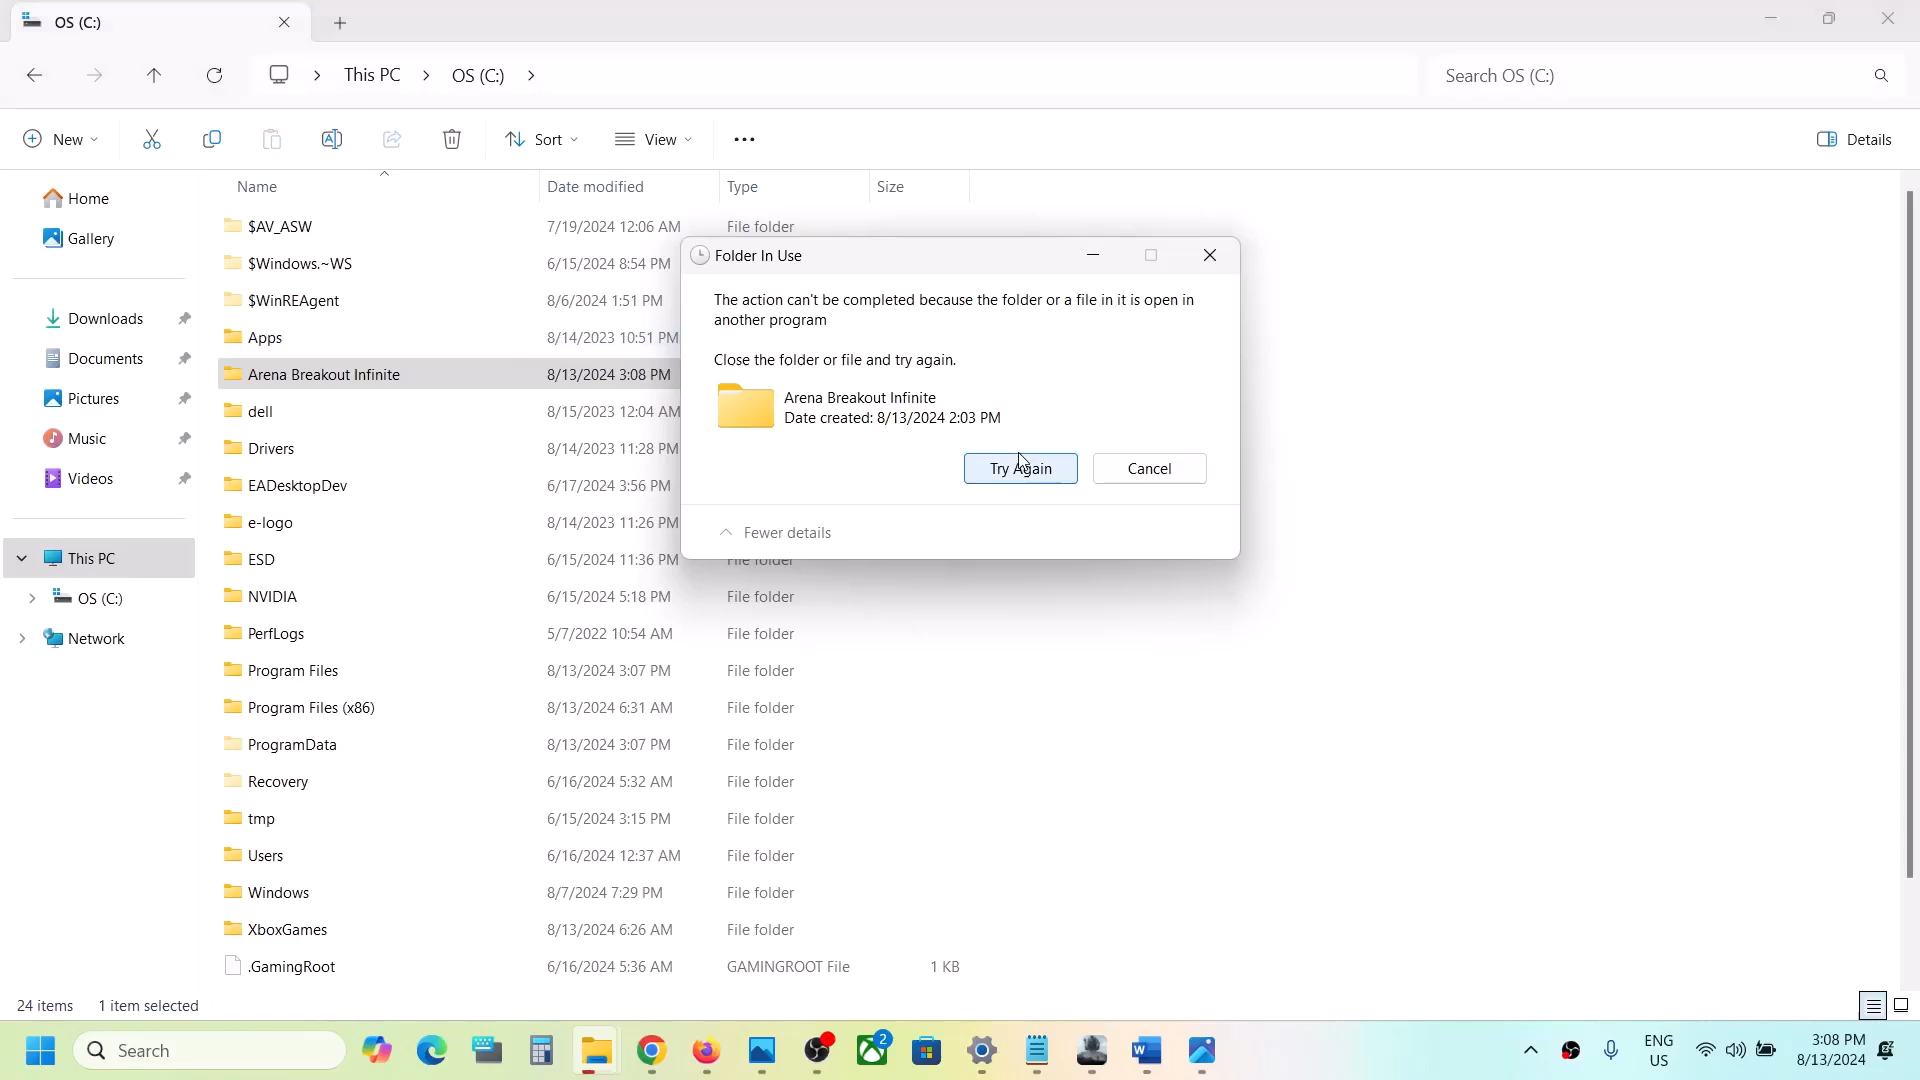 OS (C:)
This PC > OS (C:) >
Search OS (C:)
New
Sort
View
Details
Name Date modified Type Size
Home
Gallery
Downloads
Documents
Pictures
Music
Videos
This PC
OS (C:)
Network
$AV_ASW 7/19/2024 12:06 AM File folder
$Windows.~WS 6/15/2024 8:54 PM
$WinREAgent 8/6/2024 1:51 PM
Apps 8/14/2023 10:51 PM
Arena Breakout Infinite 8/13/2024 3:08 PM
dell 8/15/2023 12:04 AM
Drivers 8/14/2023 11:28 PM
EADesktopDev 6/17/2024 3:56 PM
e-logo 8/14/2023 11:26 PM
ESD 6/15/2024 11:36 PM File folder
NVIDIA 6/15/2024 5:18 PM File folder
PerfLogs 5/7/2022 10:54 AM File folder
Program Files 8/13/2024 3:07 PM File folder
Program Files (x86) 8/13/2024 6:31 AM File folder
ProgramData 8/13/2024 3:07 PM File folder
Recovery 6/16/2024 5:32 AM File folder
tmp 6/15/2024 3:15 PM File folder
Users 6/16/2024 12:37 AM File folder
Windows 8/7/2024 7:29 PM File folder
XboxGames 8/13/2024 6:26 AM File folder
.GamingRoot 6/16/2024 5:36 AM GAMINGROOT File 1 KB
Folder In Use
The action can't be completed because the folder or a file in it is open in
another program
Close the folder or file and try again.
Arena Breakout Infinite
Date created: 8/13/2024 2:03 PM
Try Again Cancel
Fewer details
24 items 1 item selected
Search
2
ENG
US
3:08 PM
8/13/2024